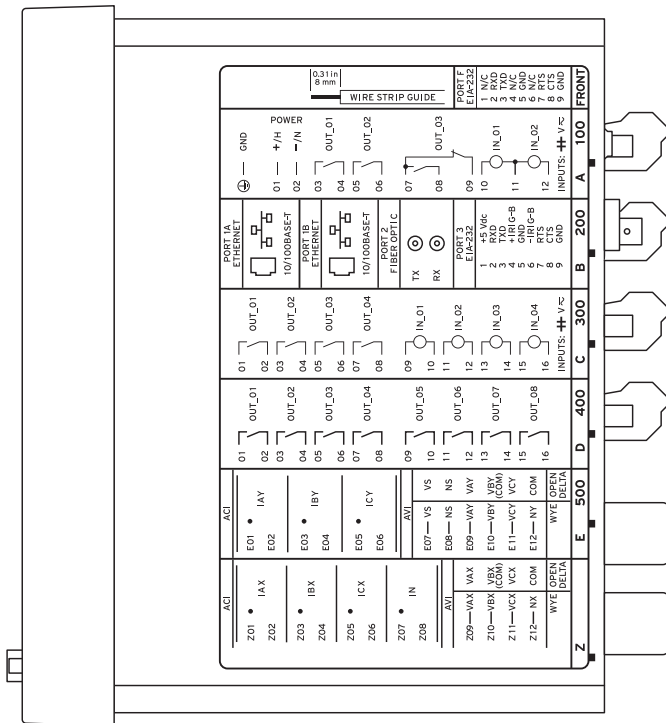 0.31 in
8 mm
WIRE STRIP GUIDE
PORT F
EIA-232
1 N/C
2 RXD
3 TXD
4 N/C
5 GND
6 N/C
7 RTS
8 CTS
9 GND
FRONT
GND
POWER
01 +/H
02 −/N
03
04
OUT_01
05
06
OUT_02
07
08
09
OUT_03
10
IN_01
11
IN_02
12
INPUTS: V
A 100
PORT 1A
ETHERNET
10/100BASE-T
PORT 1B
ETHERNET
10/100BASE-T
PORT 2
FIBER OPTIC
TX
RX
PORT 3
EIA-232
1 +5 Vdc
2 RXD
3 TXD
4 +IRIG-B
5 GND
6 -IRIG-B
7 RTS
8 CTS
9 GND
B 200
01
02
OUT_01
03
04
OUT_02
05
06
OUT_03
07
08
OUT_04
09
10
IN_01
11
12
IN_02
13
14
IN_03
15
16
IN_04
INPUTS: V
C 300
01
02
OUT_01
03
04
OUT_02
05
06
OUT_03
07
08
OUT_04
09
10
OUT_05
11
12
OUT_06
13
14
OUT_07
15
16
OUT_08
D 400
ACI
E01
E02
IAY
E03
E04
IBY
E05
E06
ICY
AVI
E07 VS VS
E08 NS NS
E09 VAY VAY
E10 VBY VBY (COM)
E11 VCY VCY
E12 NY COM
WYE OPEN DELTA
E 500
ACI
Z01
Z02
IAX
Z03
Z04
IBX
Z05
Z06
ICX
Z07
Z08
IN
AVI
Z09 VAX VAX
Z10 VBX VBX (COM)
Z11 VCX VCX
Z12 NX COM
WYE OPEN DELTA
Z